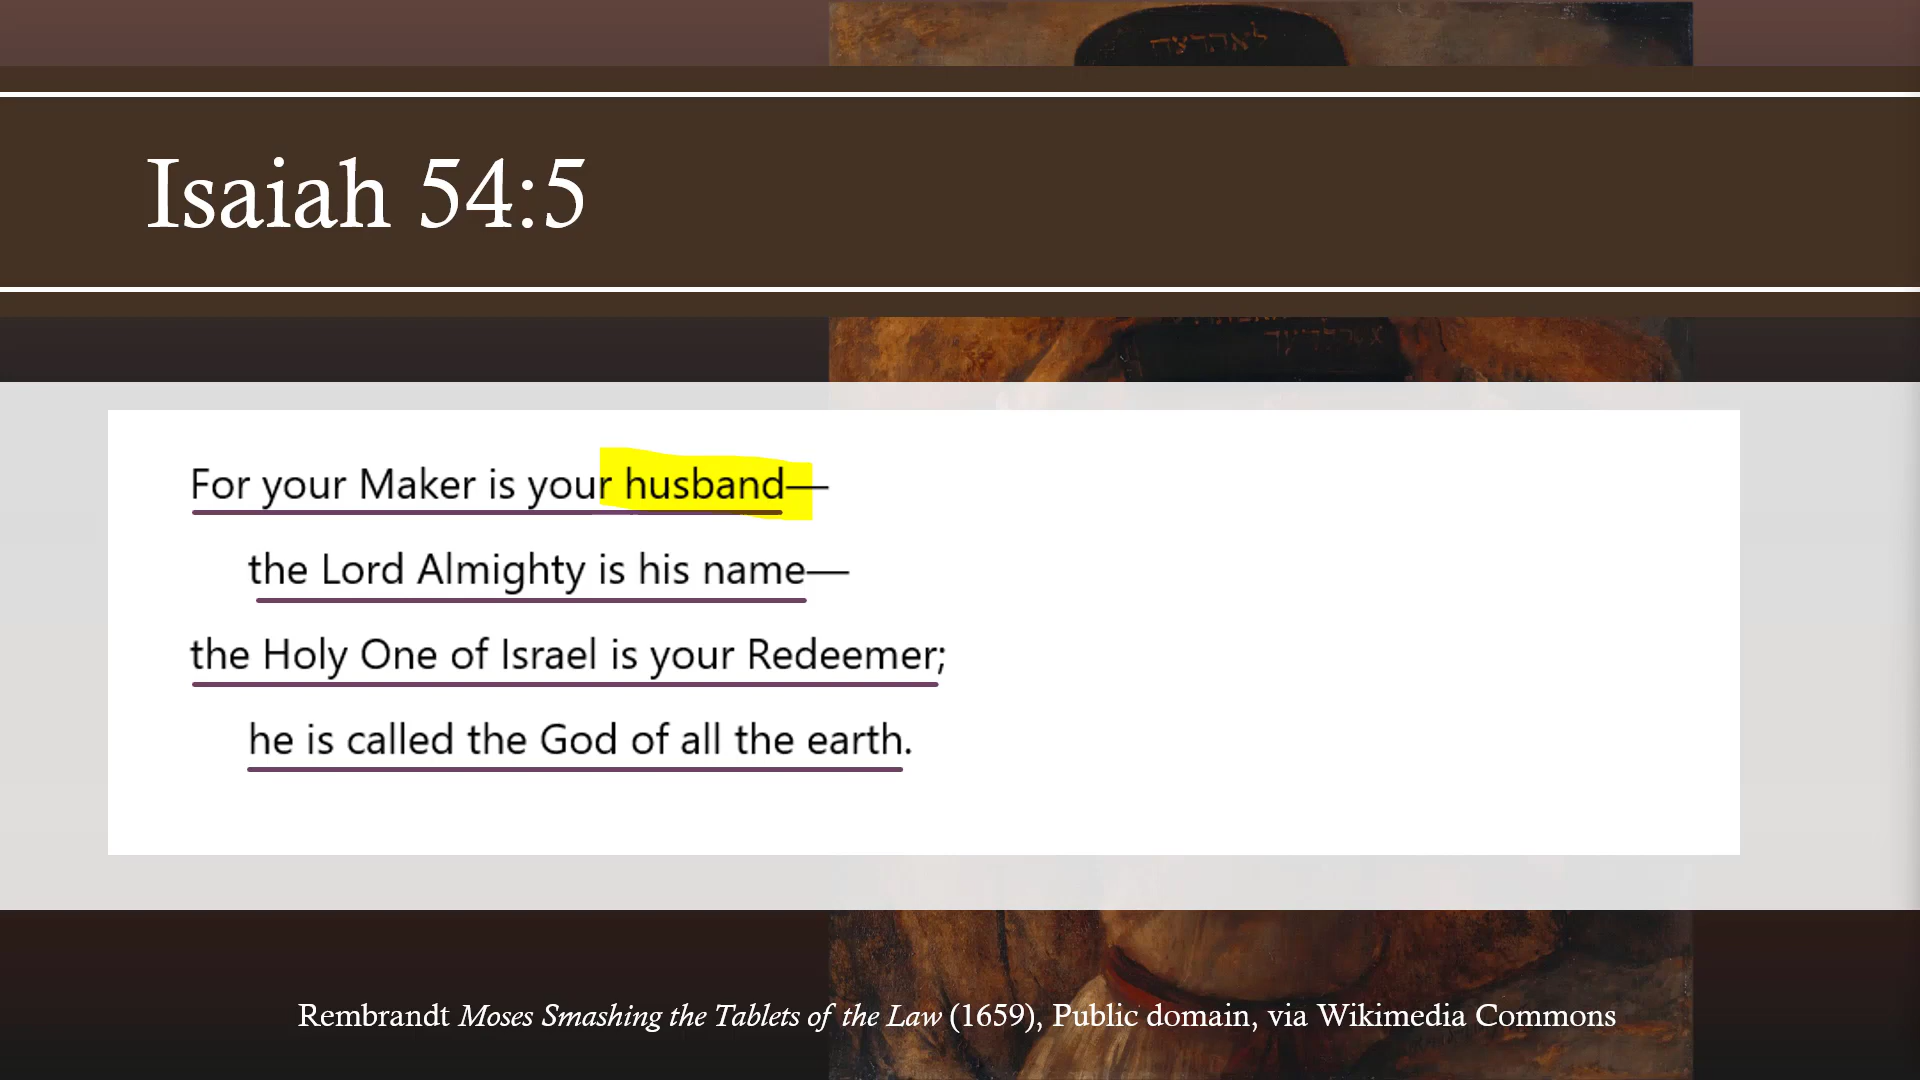 Isaiah 54:5
For your Maker is your husband—
the Lord Almighty is his name—
the Holy One of Israel is your Redeemer;
he is called the God of all the earth.
Rembrandt Moses Smashing the Tablets of the Law (1659), Public domain, via Wikimedia Commons